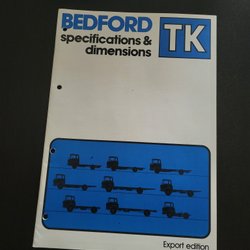 BEDFORD
specifications &
dimensions
TK
Export edition